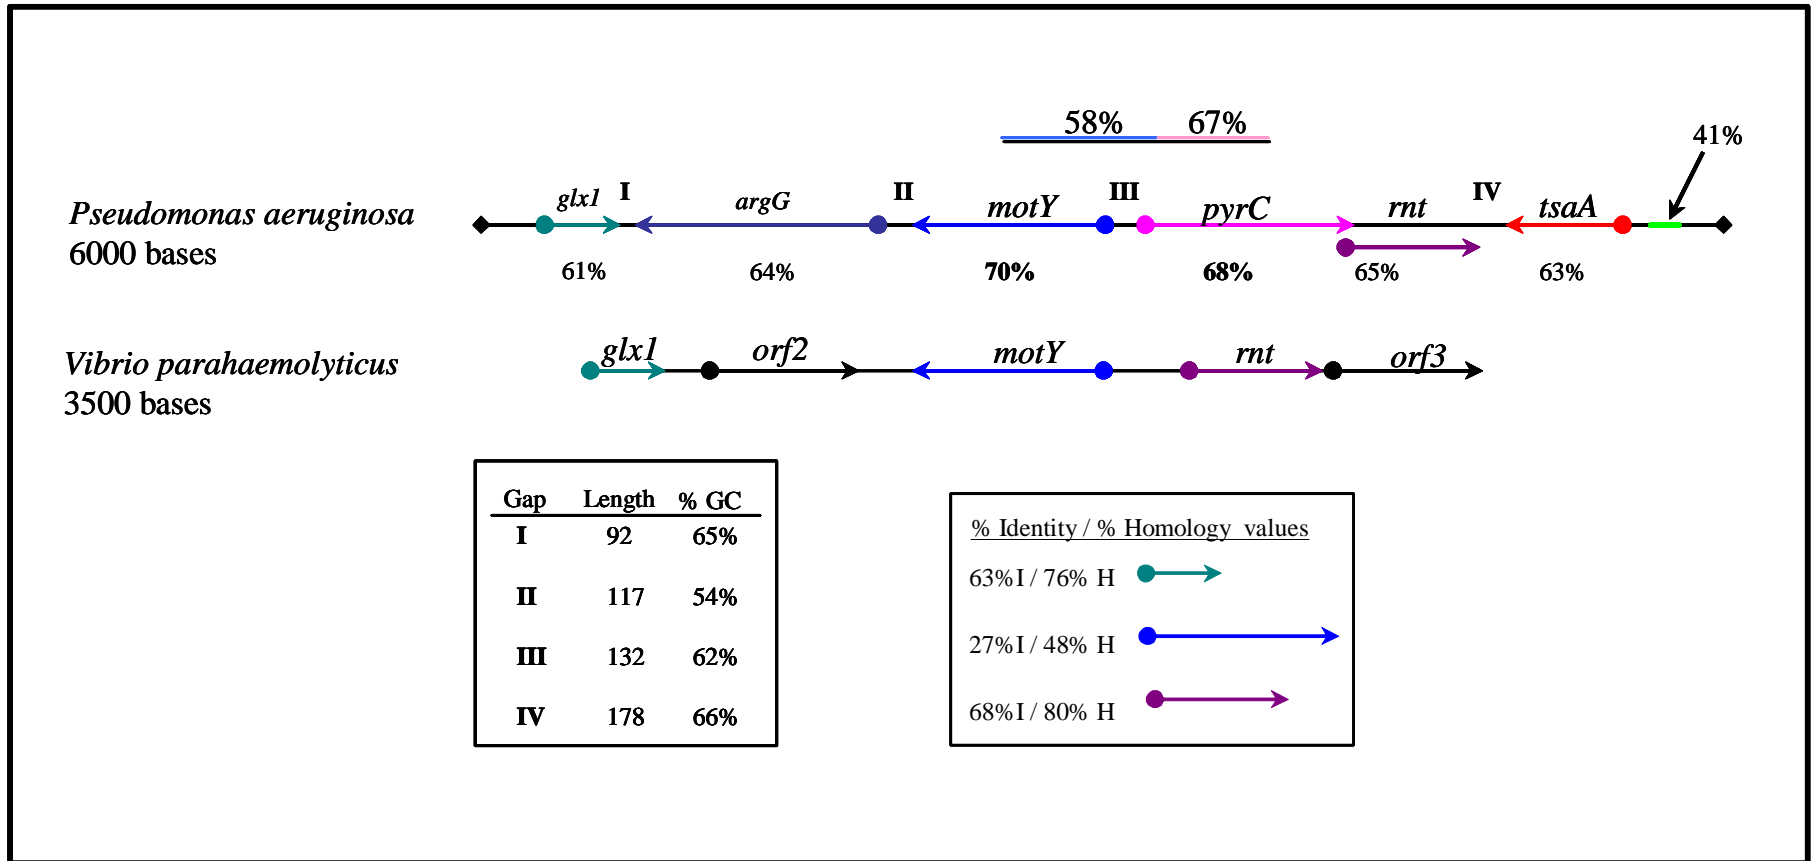 58% 67%
41%
glx1 I argG II motY III pyrC rnt IV tsaA
Pseudomonas aeruginosa
6000 bases
61% 64% 70% 68% 65% 63%
glx1 orf2 motY rnt orf3
Vibrio parahaemolyticus
3500 bases
Gap Length % GC
I 92 65%
II 117 54%
III 132 62%
IV 178 66%
% Identity / % Homology values
63%I / 76% H
27%I / 48% H
68%I / 80% H